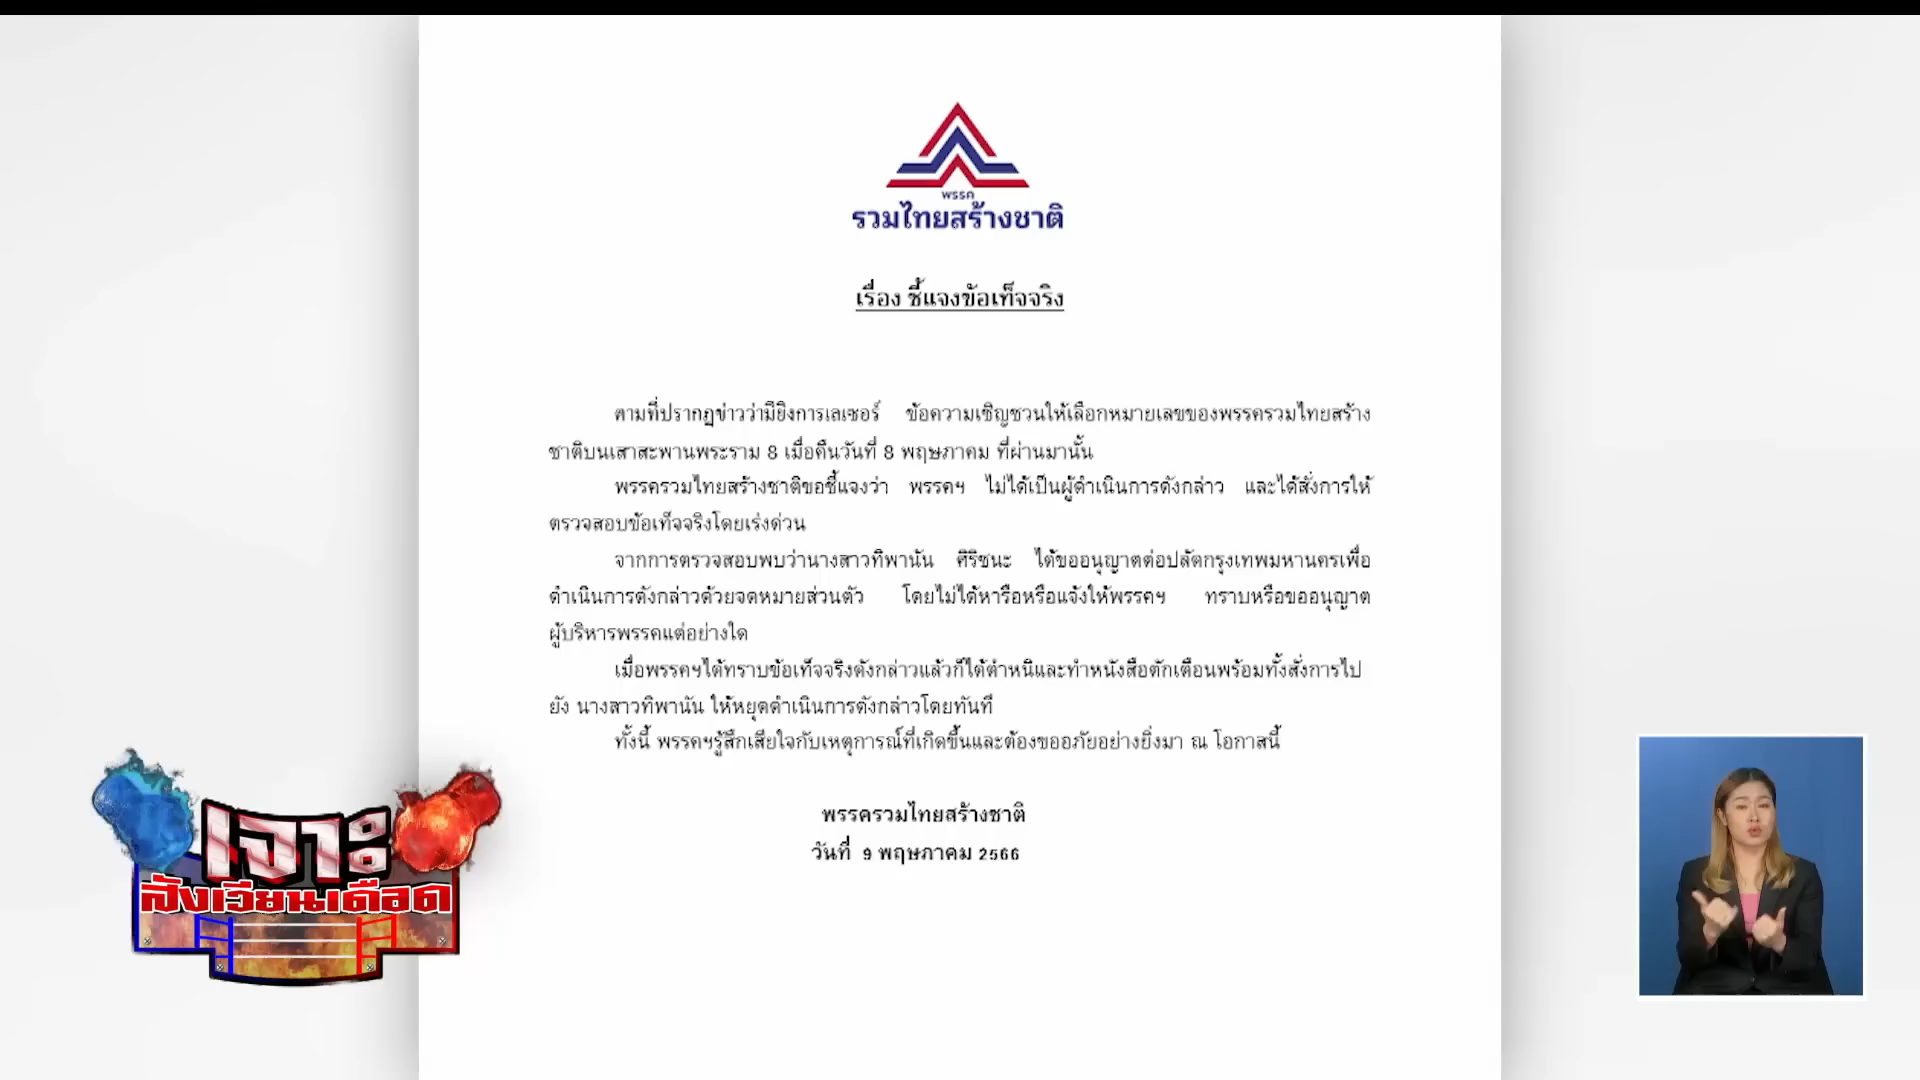 พรรค
รวมไทยสร้างชาติ
เรื่อง ชี้แจงข้อเท็จจริง
ตามที่ปรากฏข่าวว่ามียิงการเลเซอร์ ข้อความเชิญชวนให้เลือกหมายเลขของพรรครวมไทยสร้าง
ชาติบนเสาสะพานพระราม 8 เมื่อคืนวันที่ 8 พฤษภาคม ที่ผ่านมานั้น
พรรครวมไทยสร้างชาติขอชี้แจงว่า พรรคฯ ไม่ได้เป็นผู้ดำเนินการดังกล่าว และได้สั่งการให้
ตรวจสอบข้อเท็จจริงโดยเร่งด่วน
จากการตรวจสอบพบว่านางสาวทิพานัน ศิริชนะ ได้ขออนุญาตต่อปลัดกรุงเทพมหานครเพื่อ
ดำเนินการดังกล่าวด้วยจดหมายส่วนตัว โดยไม่ได้หารือหรือแจ้งให้พรรคฯ ทราบหรือขออนุญาต
ผู้บริหารพรรคแต่อย่างใด
เมื่อพรรคฯได้ทราบข้อเท็จจริงดังกล่าวแล้วก็ได้ตำหนิและทำหนังสือตักเตือนพร้อมทั้งสั่งการไป
ยัง นางสาวทิพานัน ให้หยุดดำเนินการดังกล่าวโดยทันที
ทั้งนี้ พรรคฯรู้สึกเสียใจกับเหตุการณ์ที่เกิดขึ้นและต้องขออภัยอย่างยิ่งมา ณ โอกาสนี้
พรรครวมไทยสร้างชาติ
วันที่ 9 พฤษภาคม 2566
เจาะ
สังเวียนเดือด